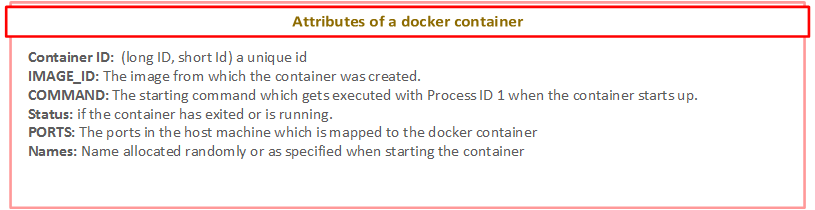 Attributes of a docker container
Container ID: (long ID, short Id) a unique id
IMAGE_ID: The image from which the container was created.
COMMAND: The starting command which gets executed with Process ID 1 when the container starts up.
Status: if the container has exited or is running.
PORTS: The ports in the host machine which is mapped to the docker container
Names: Name allocated randomly or as specified when starting the container